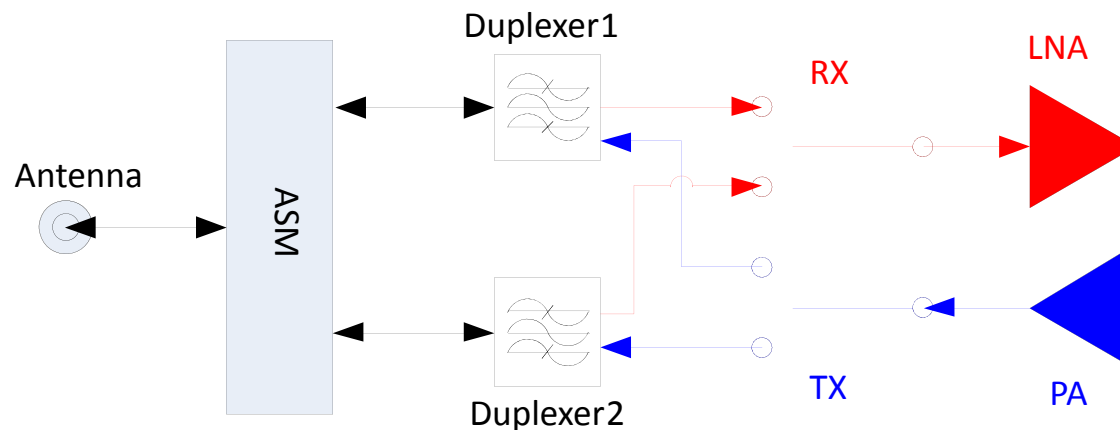 Duplexer1
RX
LNA
Antenna
ASM
Duplexer2
TX
PA